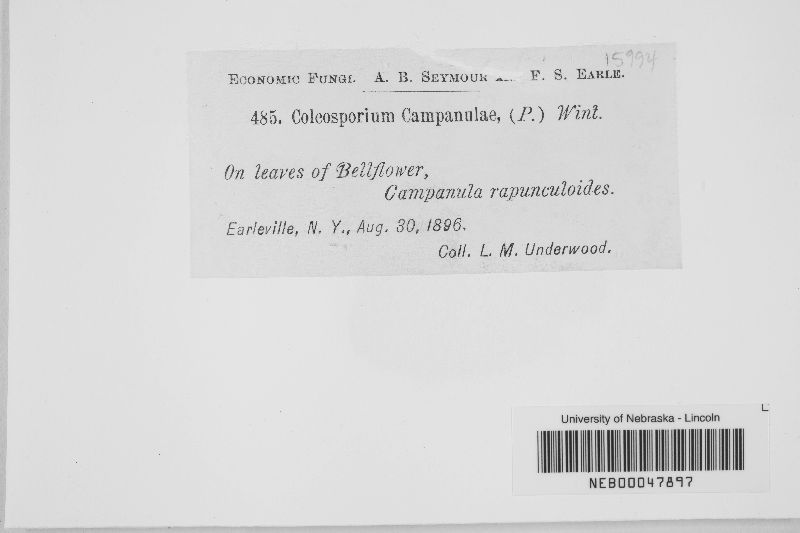 15994
ECONOMIC FUNGI. A. B. SEYMOUR F. S. EARLE.
485. Coleosporium Campanulae, (P.) Wint.
On leaves of Bellflower,
Campanula rapunculoides.
Earleville, N. Y., Aug. 30, 1896.
Coll. L. M. Underwood.
University of Nebraska - Lincoln
NEB00047897